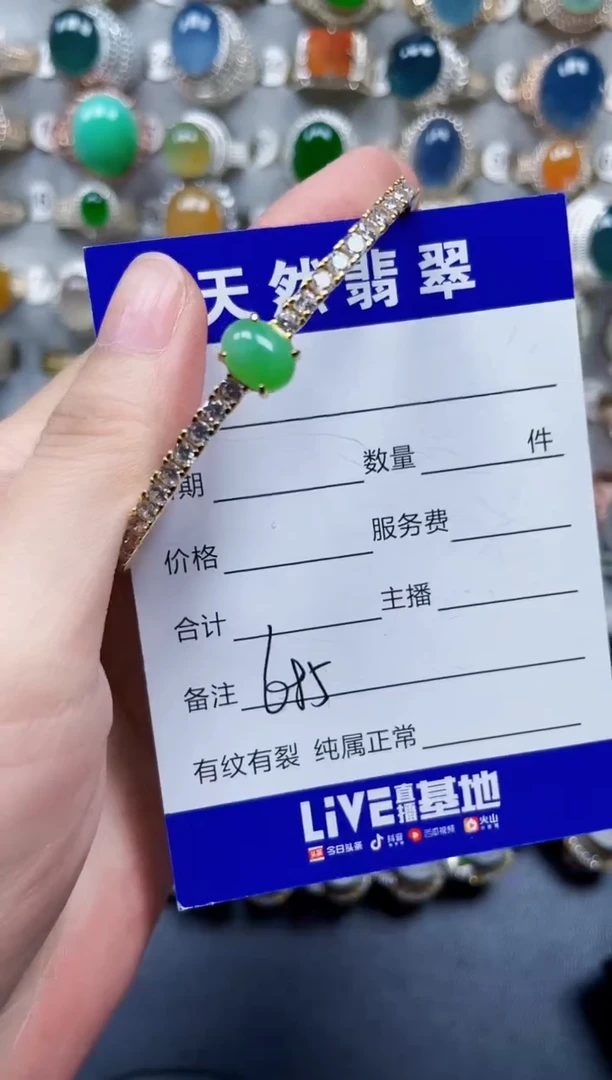 天然翡翠
期
数量
件
价格
服务费
合计
主播
备注 685
有纹有裂 纯属正常
LIVE直播基地
头条 今日头条 抖音 西瓜视频 火山